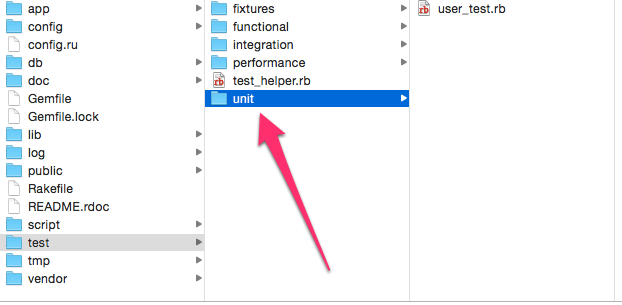 app
config
config.ru
db
doc
Gemfile
Gemfile.lock
lib
log
public
Rakefile
README.rdoc
script
test
tmp
vendor
fixtures
functional
integration
performance
test_helper.rb
unit
user_test.rb